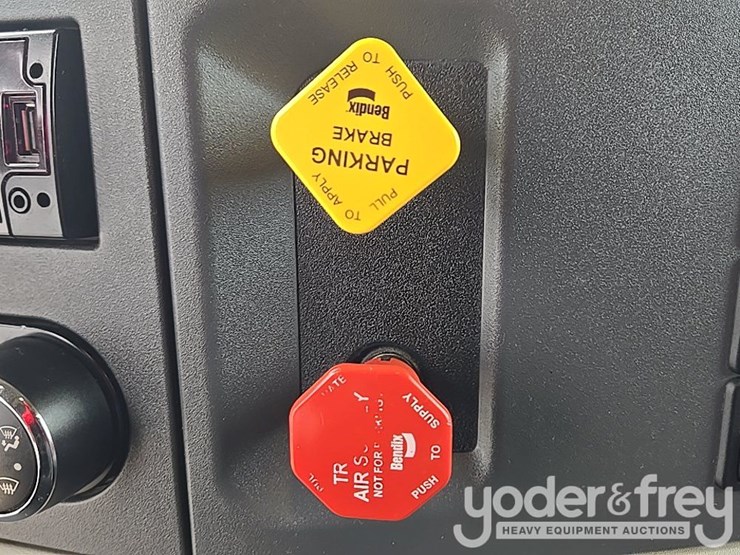 PULL TO APPLY
PARKING
BRAKE
Bendix
PUSH TO RELEASE
TR
AIR S
NOT FOR
Bendix
PUSH TO SUPPLY
yoder&frey
HEAVY EQUIPMENT AUCTIONS